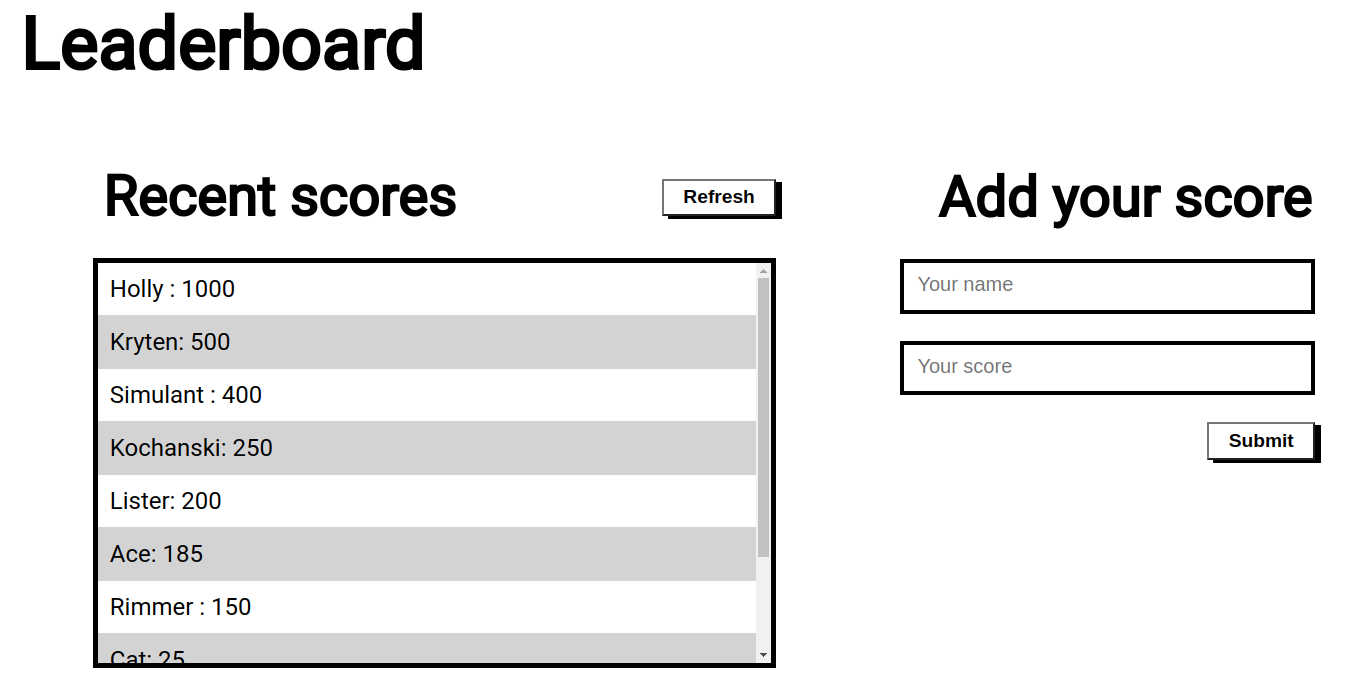 Leaderboard
Recent scores
Refresh
Holly : 1000
Kryten: 500
Simulant : 400
Kochanski: 250
Lister: 200
Ace: 185
Rimmer : 150
Cat: 25
Add your score
Your name
Your score
Submit